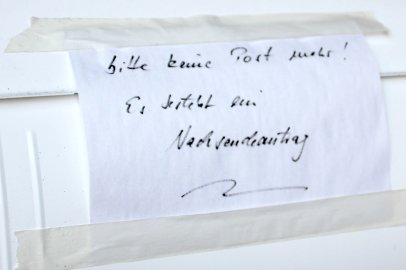 bitte keine Post mehr!
Es besteht ein
Nachsendeantrag